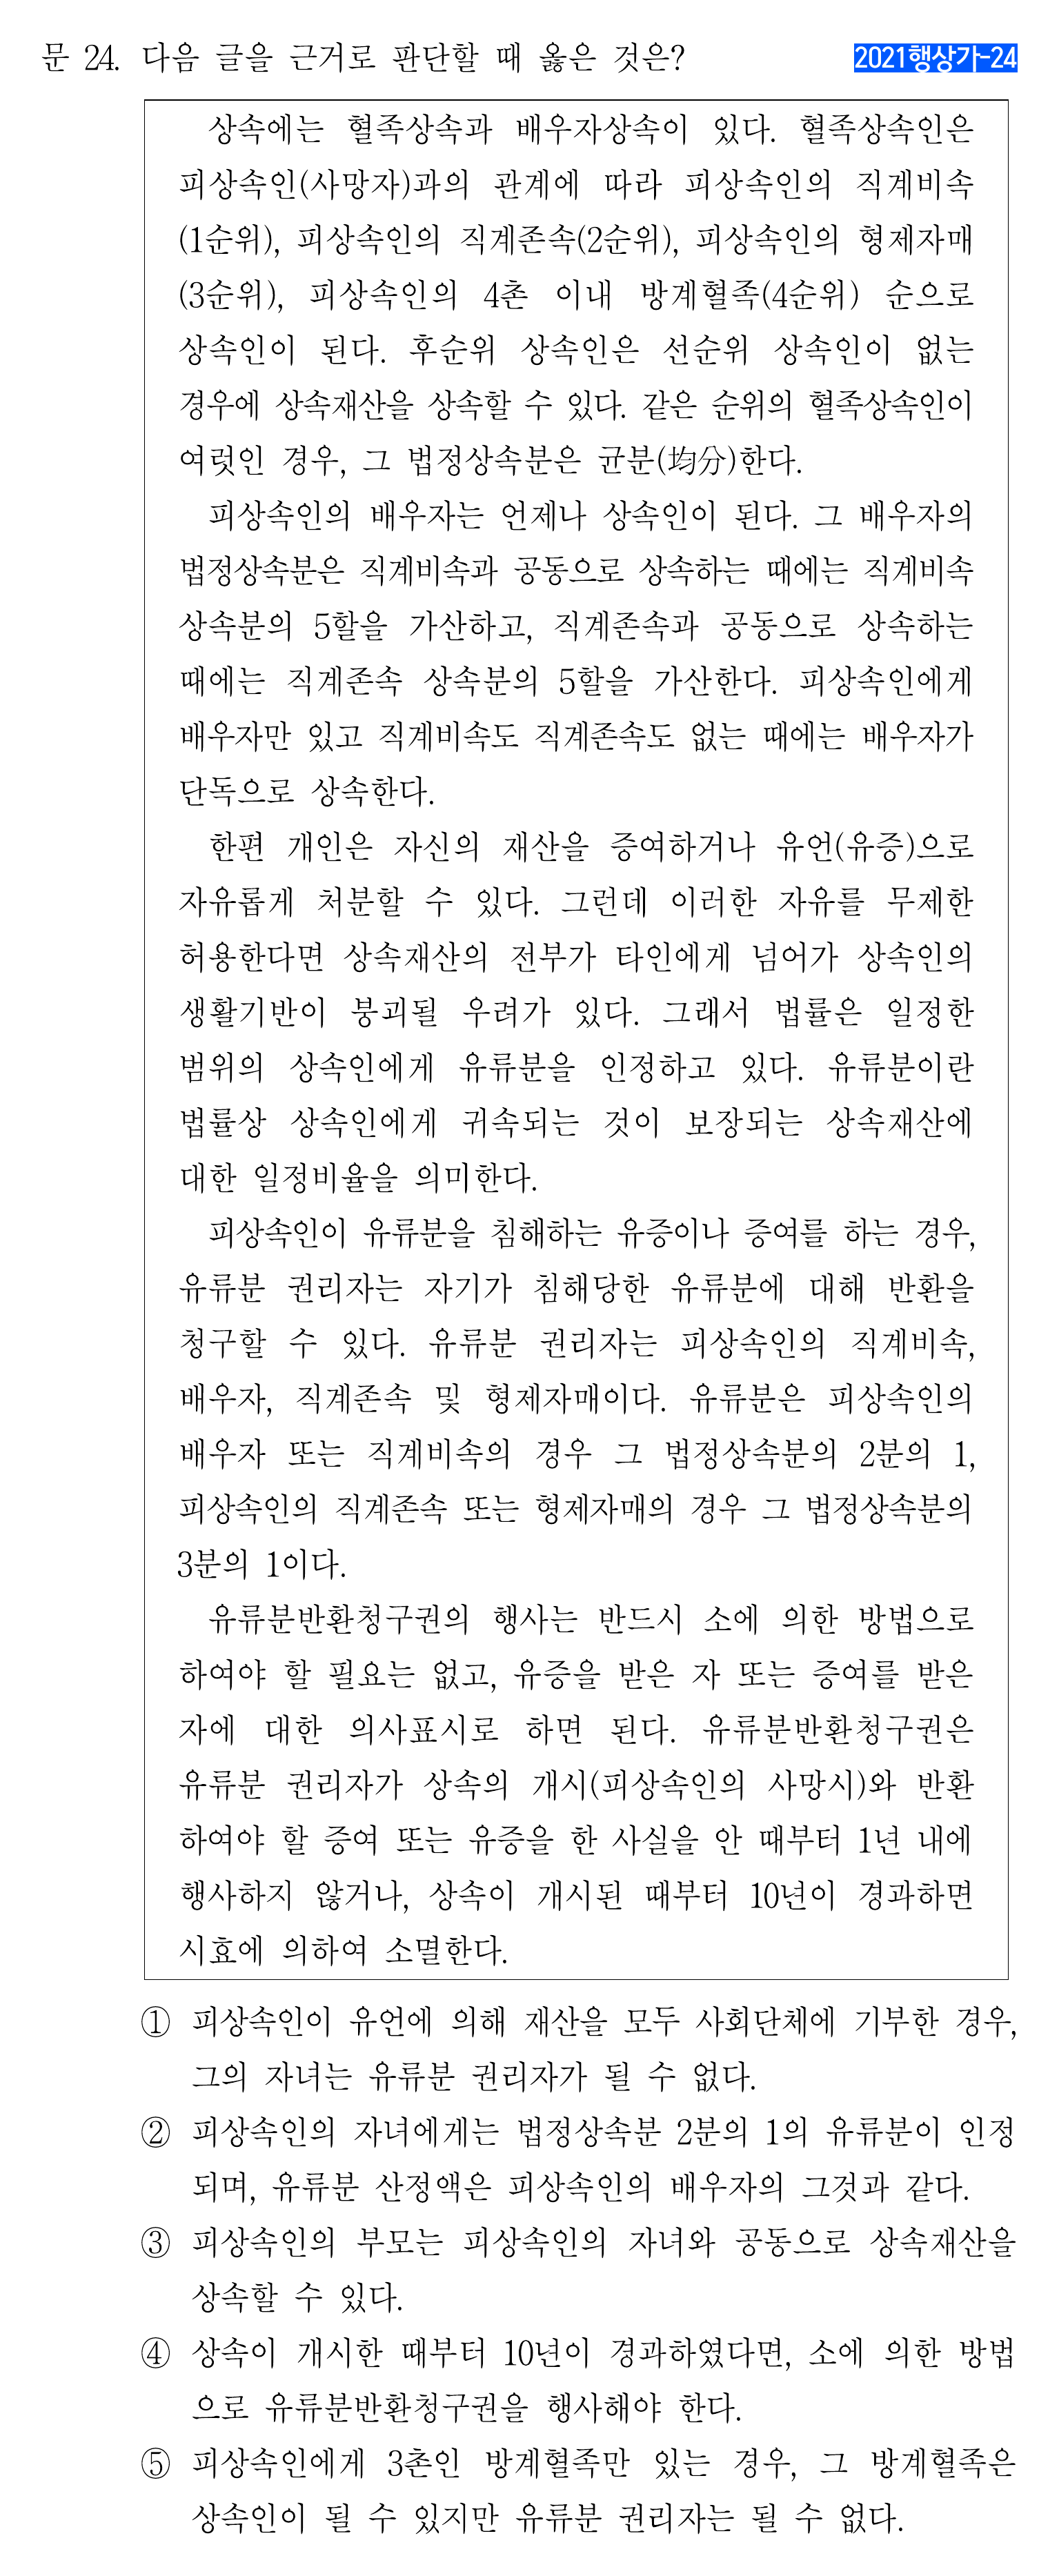 문 24. 다음 글을 근거로 판단할 때 옳은 것은?
2021행상가-24
상속에는 혈족상속과 배우자상속이 있다. 혈족상속인은
피상속인(사망자)과의 관계에 따라 피상속인의 직계비속
(1순위), 피상속인의 직계존속(2순위), 피상속인의 형제자매
(3순위), 피상속인의 4촌 이내 방계혈족(4순위) 순으로
상속인이 된다. 후순위 상속인은 선순위 상속인이 없는
경우에 상속재산을 상속할 수 있다. 같은 순위의 혈족상속인이
여럿인 경우, 그 법정상속분은 균분(均分)한다.
피상속인의 배우자는 언제나 상속인이 된다. 그 배우자의
법정상속분은 직계비속과 공동으로 상속하는 때에는 직계비속
상속분의 5할을 가산하고, 직계존속과 공동으로 상속하는
때에는 직계존속 상속분의 5할을 가산한다. 피상속인에게
배우자만 있고 직계비속도 직계존속도 없는 때에는 배우자가
단독으로 상속한다.
한편 개인은 자신의 재산을 증여하거나 유언(유증)으로
자유롭게 처분할 수 있다. 그런데 이러한 자유를 무제한
허용한다면 상속재산의 전부가 타인에게 넘어가 상속인의
생활기반이 붕괴될 우려가 있다. 그래서 법률은 일정한
범위의 상속인에게 유류분을 인정하고 있다. 유류분이란
법률상 상속인에게 귀속되는 것이 보장되는 상속재산에
대한 일정비율을 의미한다.
피상속인이 유류분을 침해하는 유증이나 증여를 하는 경우,
유류분 권리자는 자기가 침해당한 유류분에 대해 반환을
청구할 수 있다. 유류분 권리자는 피상속인의 직계비속,
배우자, 직계존속 및 형제자매이다. 유류분은 피상속인의
배우자 또는 직계비속의 경우 그 법정상속분의 2분의 1,
피상속인의 직계존속 또는 형제자매의 경우 그 법정상속분의
3분의 1이다.
유류분반환청구권의 행사는 반드시 소에 의한 방법으로
하여야 할 필요는 없고, 유증을 받은 자 또는 증여를 받은
자에 대한 의사표시로 하면 된다. 유류분반환청구권은
유류분 권리자가 상속의 개시(피상속인의 사망시)와 반환
하여야 할 증여 또는 유증을 한 사실을 안 때부터 1년 내에
행사하지 않거나, 상속이 개시된 때부터 10년이 경과하면
시효에 의하여 소멸한다.
① 피상속인이 유언에 의해 재산을 모두 사회단체에 기부한 경우,
그의 자녀는 유류분 권리자가 될 수 없다.
② 피상속인의 자녀에게는 법정상속분 2분의 1의 유류분이 인정
되며, 유류분 산정액은 피상속인의 배우자의 그것과 같다.
③ 피상속인의 부모는 피상속인의 자녀와 공동으로 상속재산을
상속할 수 있다.
④ 상속이 개시한 때부터 10년이 경과하였다면, 소에 의한 방법
으로 유류분반환청구권을 행사해야 한다.
⑤ 피상속인에게 3촌인 방계혈족만 있는 경우, 그 방계혈족은
상속인이 될 수 있지만 유류분 권리자는 될 수 없다.